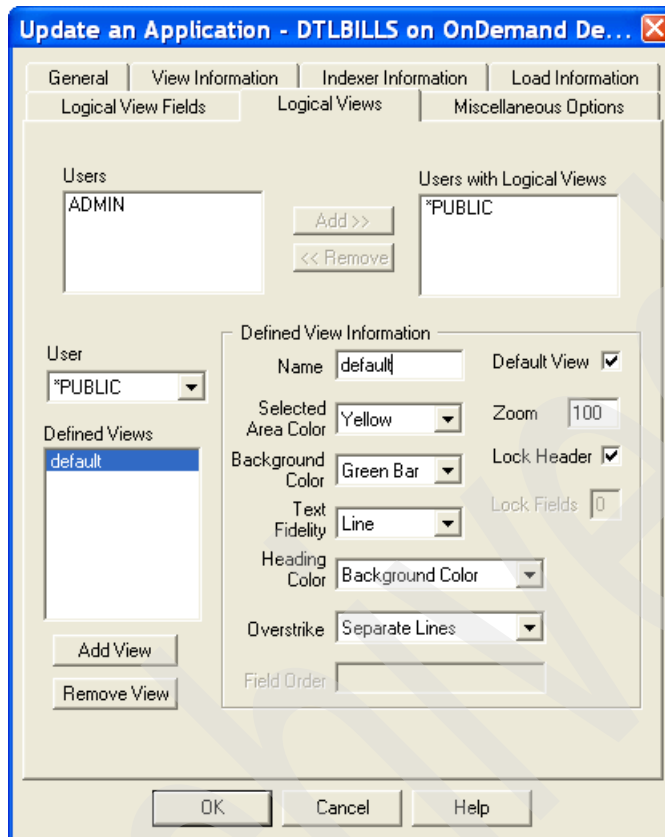 Update an Application - DTLBILLS on OnDemand De...
General View Information Indexer Information Load Information
Logical View Fields Logical Views Miscellaneous Options
Users
ADMIN
Add >>
<< Remove
Users with Logical Views
*PUBLIC
User
*PUBLIC
Defined Views
default
Add View
Remove View
Defined View Information
Name default
Default View
Selected
Area Color Yellow
Zoom 100
Background
Color Green Bar
Lock Header
Text
Fidelity Line
Lock Fields 0
Heading
Color Background Color
Overstrike Separate Lines
Field Order
OK Cancel Help